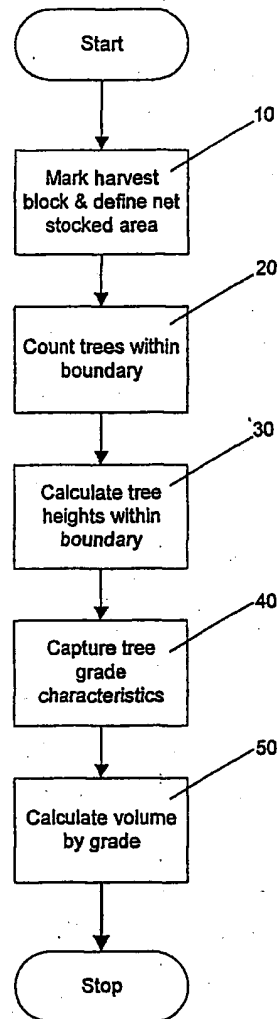 Start
10
Mark harvest
block & define net
stocked area
20
Count trees within
boundary
30
Calculate tree
heights within
boundary
40
Capture tree
grade
characteristics
50
Calculate volume
by grade
Stop